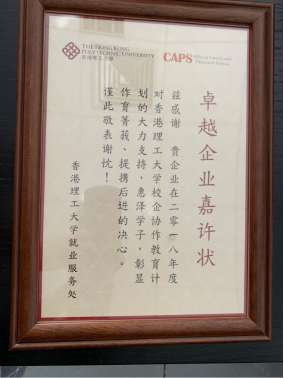 THE HONG KONG
POLYTECHNIC UNIVERSITY
香港理工大學
CAPS
卓越企业嘉许状
兹感谢 贵企业在二零一八年度
对香港理工大学校企协作教育计
划的大力支持，惠泽学子，彰显
作育菁莪、提携后进的决心。
谨此敬表谢忱！
香港理工大学就业服务处